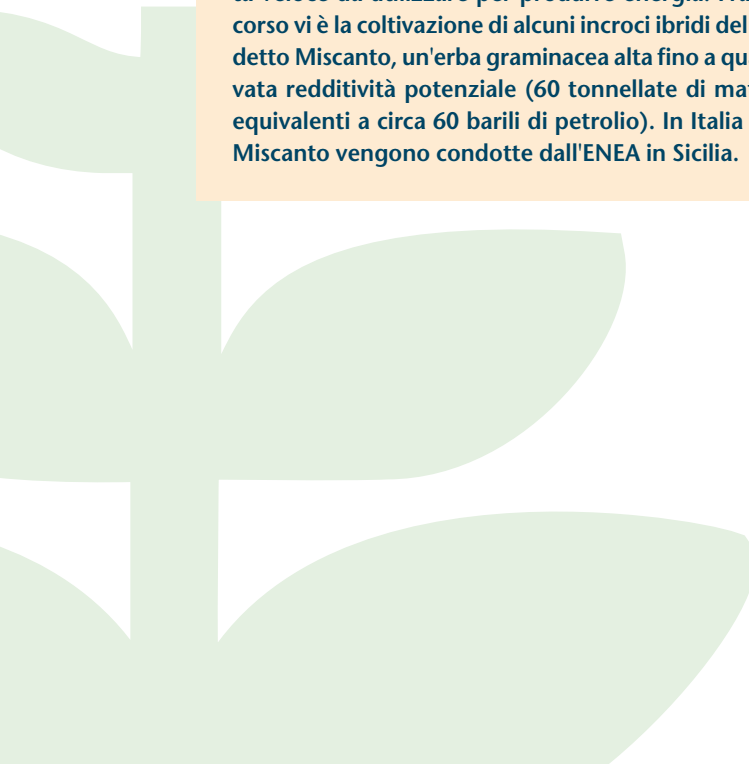 ta veloce da utilizzare per produrre energia.
corso vi è la coltivazione di alcuni incroci ibridi del
detto Miscanto, un'erba graminacea alta fino a qu
vata redditività potenziale (60 tonnellate di ma
equivalenti a circa 60 barili di petrolio). In Italia
Miscanto vengono condotte dall'ENEA in Sicilia.